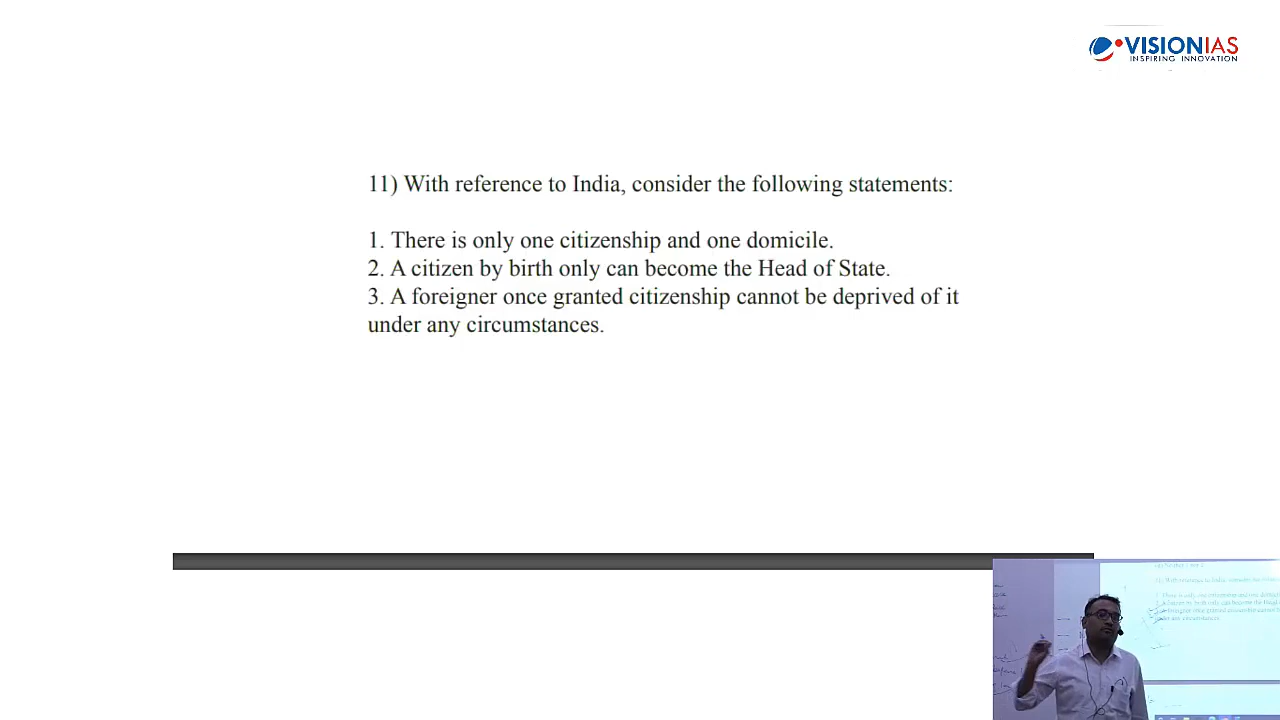 VISIONIAS
INSPIRING INNOVATION
11) With reference to India, consider the following statements:
1. There is only one citizenship and one domicile.
2. A citizen by birth only can become the Head of State.
3. A foreigner once granted citizenship cannot be deprived of it
under any circumstances.